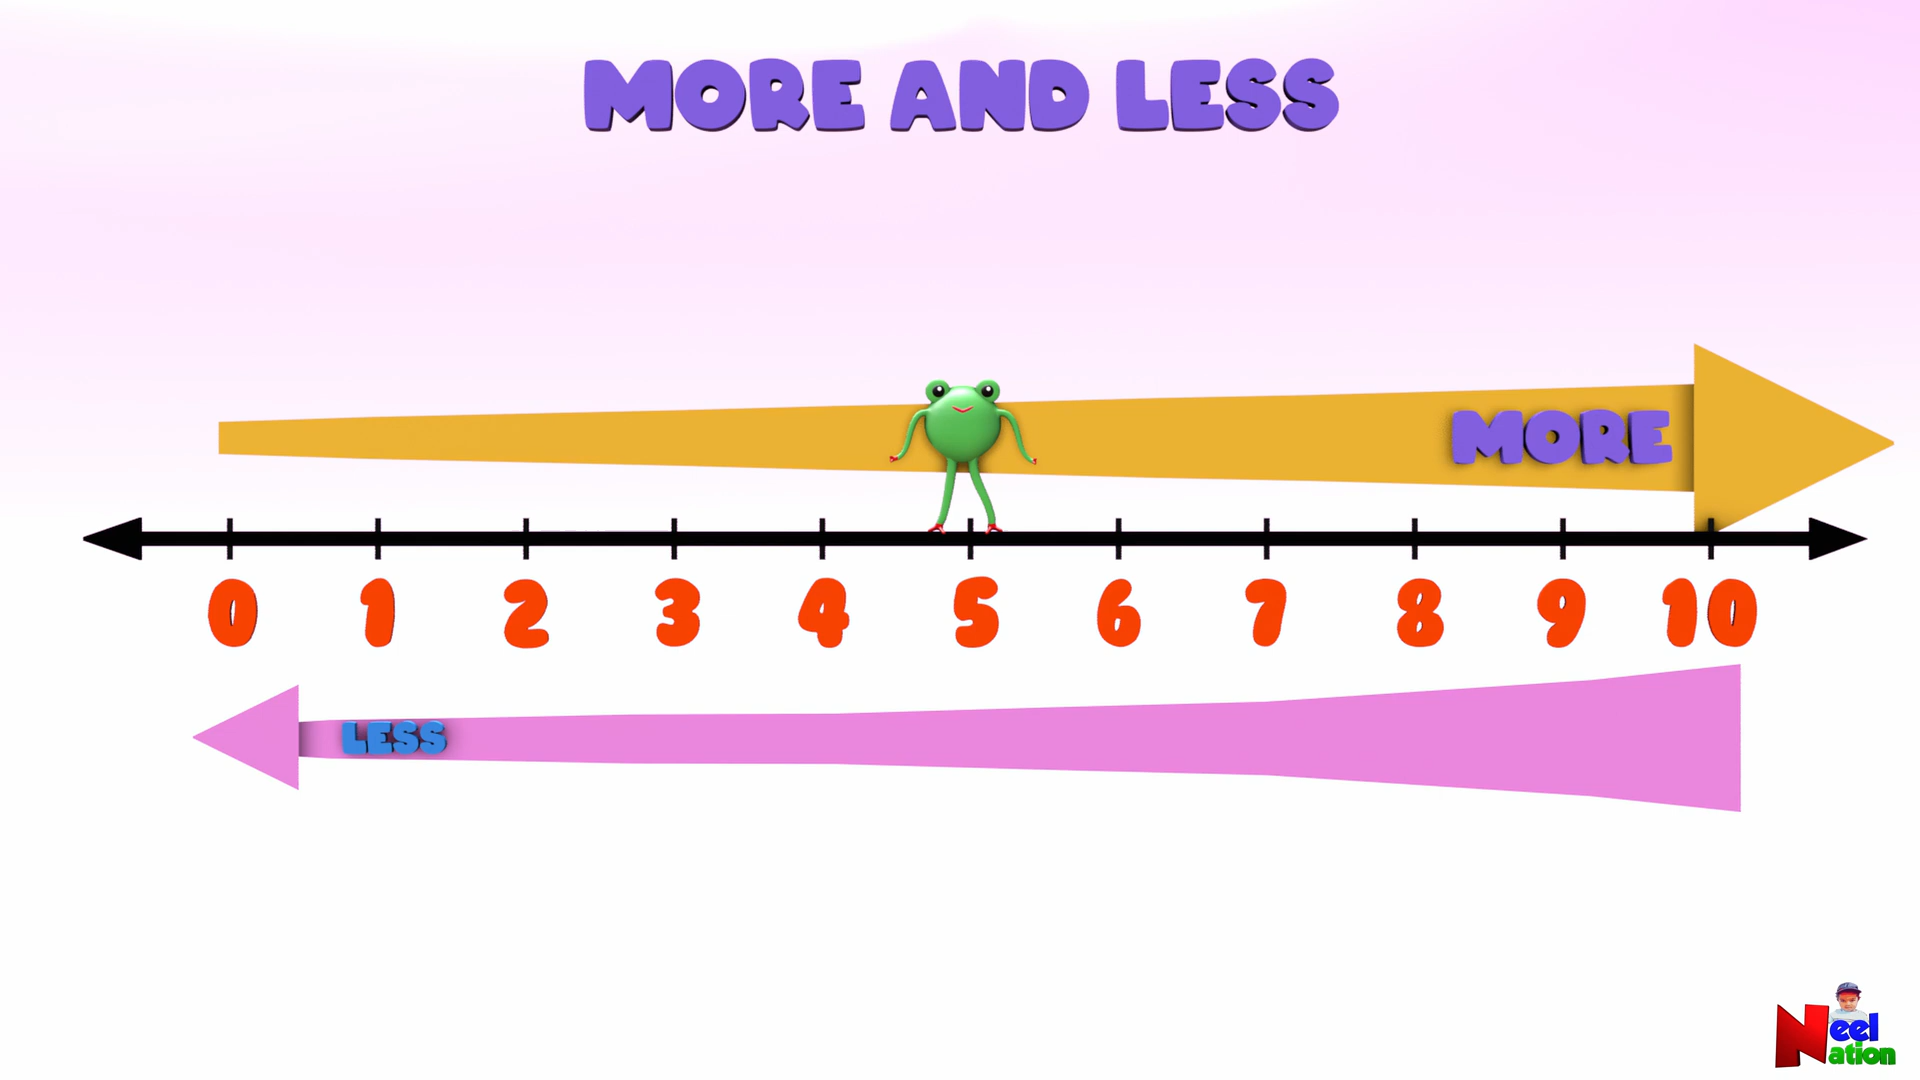 MORE AND LESS
MORE
0 1 2 3 4 5 6 7 8 9 10
LESS
Neel
Nation